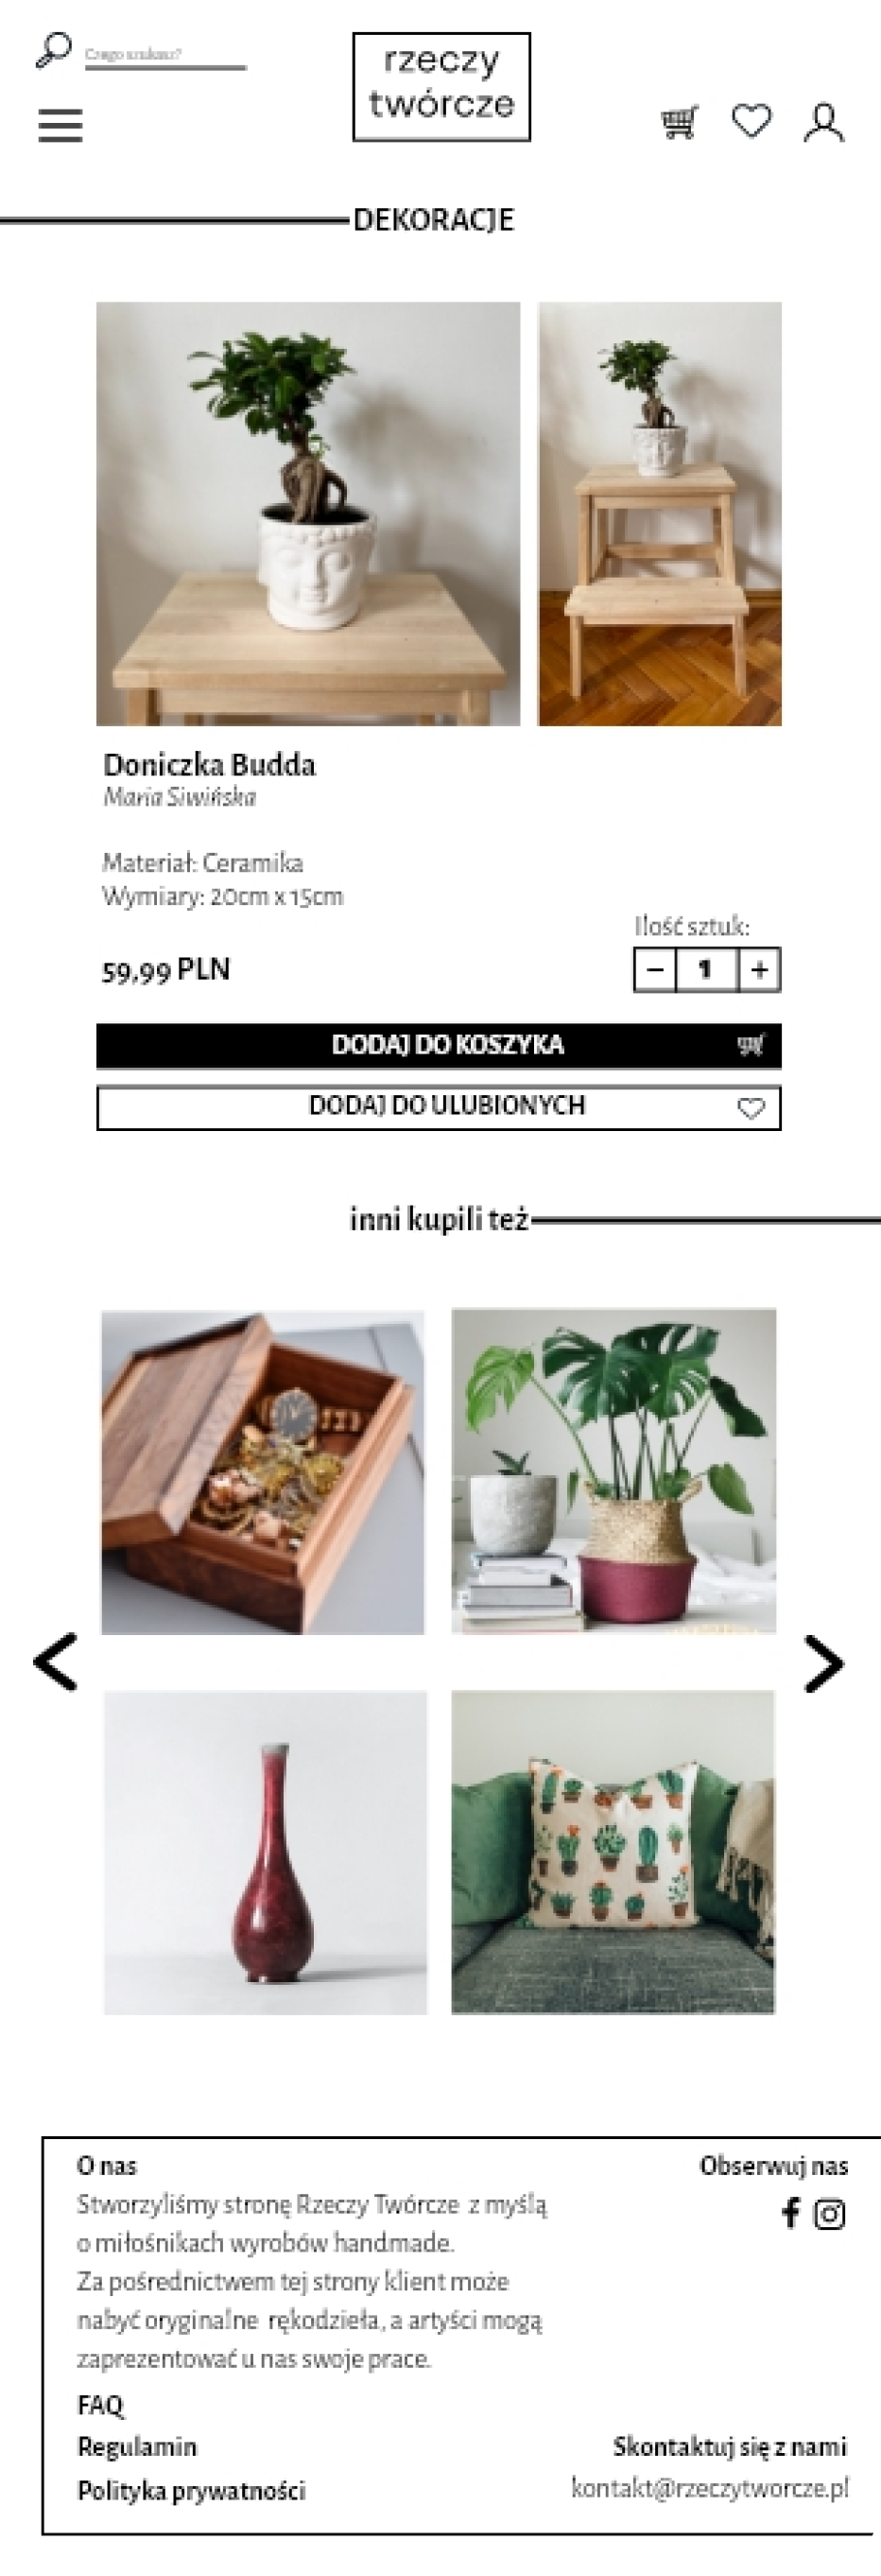 Czego szukasz?
rzeczy
twórcze
DEKORACJE
Doniczka Budda
Maria Siwińska
Materiał: Ceramika
Wymiary: 20cm x 15cm
Ilość sztuk:
59,99 PLN
− 1 +
DODAJ DO KOSZYKA
DODAJ DO ULUBIONYCH
inni kupili też
O nas
Stworzyliśmy stronę Rzeczy Twórcze z myślą
o miłośnikach wyrobów handmade.
Za pośrednictwem tej strony klient może
nabyć oryginalne rękodzieła, a artyści mogą
zaprezentować u nas swoje prace.
FAQ
Regulamin
Polityka prywatności
Obserwuj nas
Skontaktuj się z nami
kontakt@rzeczytworcze.pl